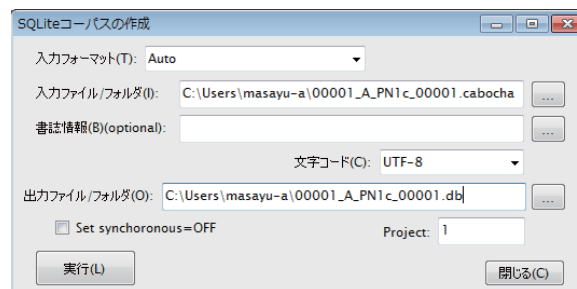 SQLiteコーパスの作成
入力フォーマット(T): Auto
入力ファイル/フォルダ(I): C:\Users\masayu-a\00001_A_PN1c_00001.cabocha ...
書誌情報(B)(optional): ...
文字コード(C): UTF-8
出力ファイル/フォルダ(O): C:\Users\masayu-a\00001_A_PN1c_00001.db ...
Set synchoronous=OFF Project: 1
実行(L) 閉じる(C)